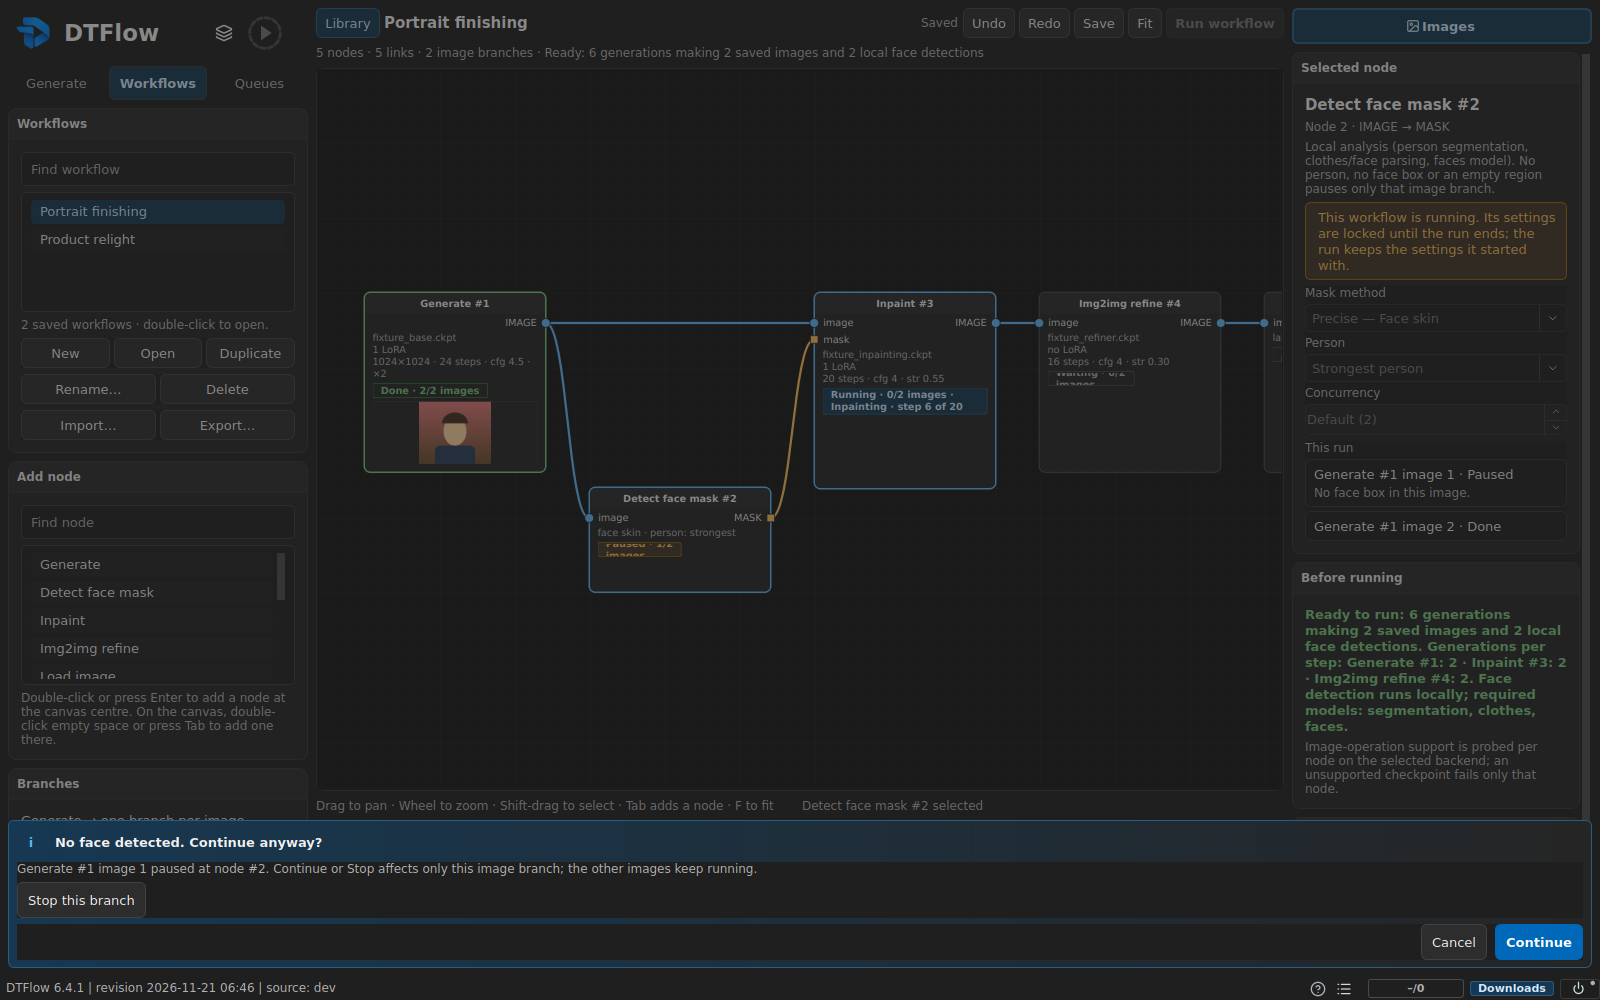 DTFlow
Generate
Workflows
Queues
Workflows
Find workflow
Portrait finishing
Product relight
2 saved workflows · double-click to open.
New
Open
Duplicate
Rename...
Delete
Import...
Export...
Add node
Find node
Generate
Detect face mask
Inpaint
Img2img refine
Load image
Double-click or press Enter to add a node at
the canvas centre. On the canvas, double-
click empty space or press Tab to add one
there.
Branches
Generate → one branch per image
Library
Portrait finishing
Saved
Undo
Redo
Save
Fit
Run workflow
5 nodes · 5 links · 2 image branches · Ready: 6 generations making 2 saved images and 2 local face detections
Generate #1
IMAGE
fixture_base.ckpt
1 LoRA
1024×1024 · 24 steps · cfg 4.5 ·
×2
Done · 2/2 images
Detect face mask #2
image
MASK
face skin · person: strongest
Paused · 1/2
images
Inpaint #3
image
IMAGE
mask
fixture_inpainting.ckpt
1 LoRA
20 steps · cfg 4 · str 0.55
Running · 0/2 images ·
Inpainting · step 6 of 20
Img2img refine #4
image
IMAGE
fixture_refiner.ckpt
no LoRA
16 steps · cfg 4 · str 0.30
Waiting · 0/2
images
Drag to pan · Wheel to zoom · Shift-drag to select · Tab adds a node · F to fit
Detect face mask #2 selected
Images
Selected node
Detect face mask #2
Node 2 · IMAGE → MASK
Local analysis (person segmentation,
clothes/face parsing, faces model). No
person, no face box or an empty region
pauses only that image branch.
This workflow is running. Its settings
are locked until the run ends; the
run keeps the settings it started
with.
Mask method
Precise — Face skin
Person
Strongest person
Concurrency
Default (2)
This run
Generate #1 image 1 · Paused
No face box in this image.
Generate #1 image 2 · Done
Before running
Ready to run: 6 generations
making 2 saved images and 2 local
face detections. Generations per
step: Generate #1: 2 · Inpaint #3: 2
· Img2img refine #4: 2. Face
detection runs locally; required
models: segmentation, clothes,
faces.
Image-operation support is probed per
node on the selected backend; an
unsupported checkpoint fails only that
node.
i
No face detected. Continue anyway?
Generate #1 image 1 paused at node #2. Continue or Stop affects only this image branch; the other images keep running.
Stop this branch
Cancel
Continue
DTFlow 6.4.1 | revision 2026-11-21 06:46 | source: dev
–/0
Downloads